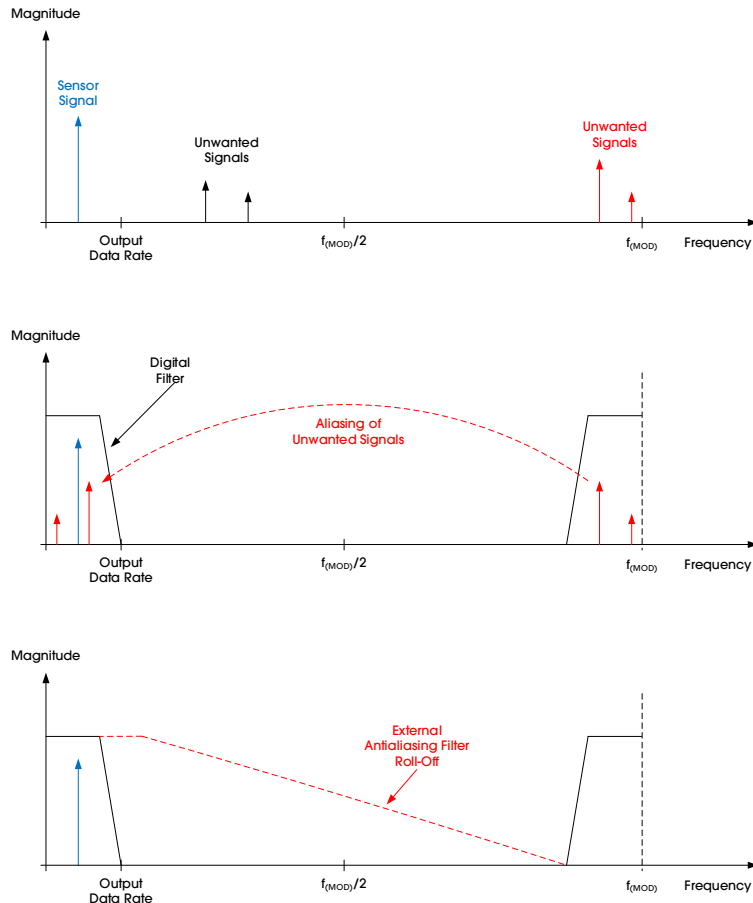 Magnitude
Sensor
Signal
Unwanted
Signals
Unwanted
Signals
Output
Data Rate
f(MOD)/2
f(MOD)
Frequency
Magnitude
Digital
Filter
Aliasing of
Unwanted Signals
Output
Data Rate
f(MOD)/2
f(MOD)
Frequency
Magnitude
External
Antialiasing Filter
Roll-Off
Output
Data Rate
f(MOD)/2
f(MOD)
Frequency